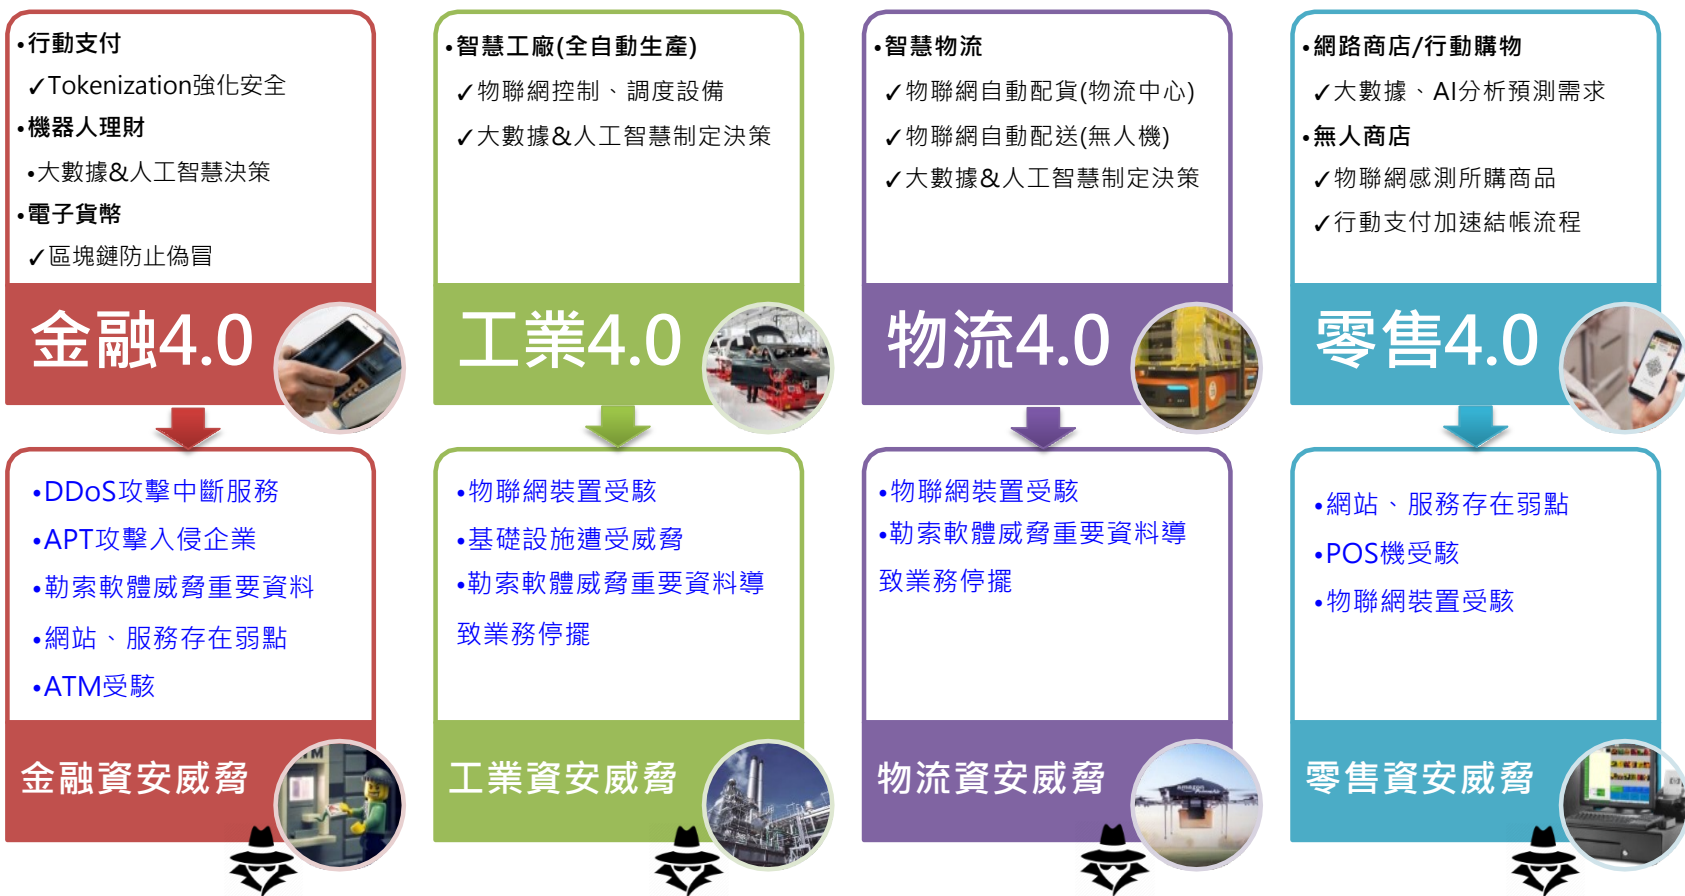 •行動支付
✓Tokenization強化安全
•機器人理財
•大數據&人工智慧決策
•電子貨幣
✓區塊鏈防止偽冒
金融4.0
•DDoS攻擊中斷服務
•APT攻擊入侵企業
•勒索軟體威脅重要資料
•網站、服務存在弱點
•ATM受駭
金融資安威脅
•智慧工廠(全自動生產)
✓物聯網控制、調度設備
✓大數據&人工智慧制定決策
工業4.0
•物聯網裝置受駭
•基礎設施遭受威脅
•勒索軟體威脅重要資料導
致業務停擺
工業資安威脅
•智慧物流
✓物聯網自動配貨(物流中心)
✓物聯網自動配送(無人機)
✓大數據&人工智慧制定決策
物流4.0
•物聯網裝置受駭
•勒索軟體威脅重要資料導
致業務停擺
物流資安威脅
amazon
•網路商店/行動購物
✓大數據、AI分析預測需求
•無人商店
✓物聯網感測所購商品
✓行動支付加速結帳流程
零售4.0
•網站、服務存在弱點
•POS機受駭
•物聯網裝置受駭
零售資安威脅